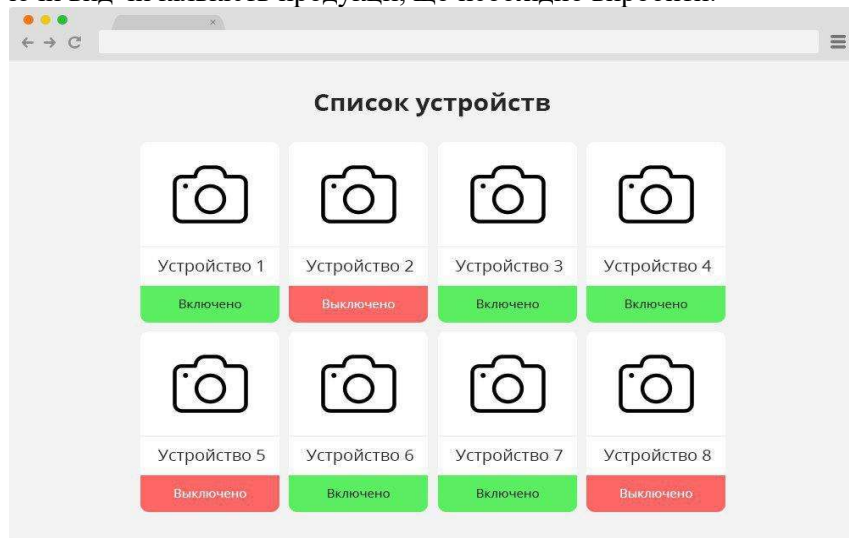 Список устройств
Устройство 1 Устройство 2 Устройство 3 Устройство 4
Включено Выключено Включено Включено
Устройство 5 Устройство 6 Устройство 7 Устройство 8
Выключено Включено Включено Выключено